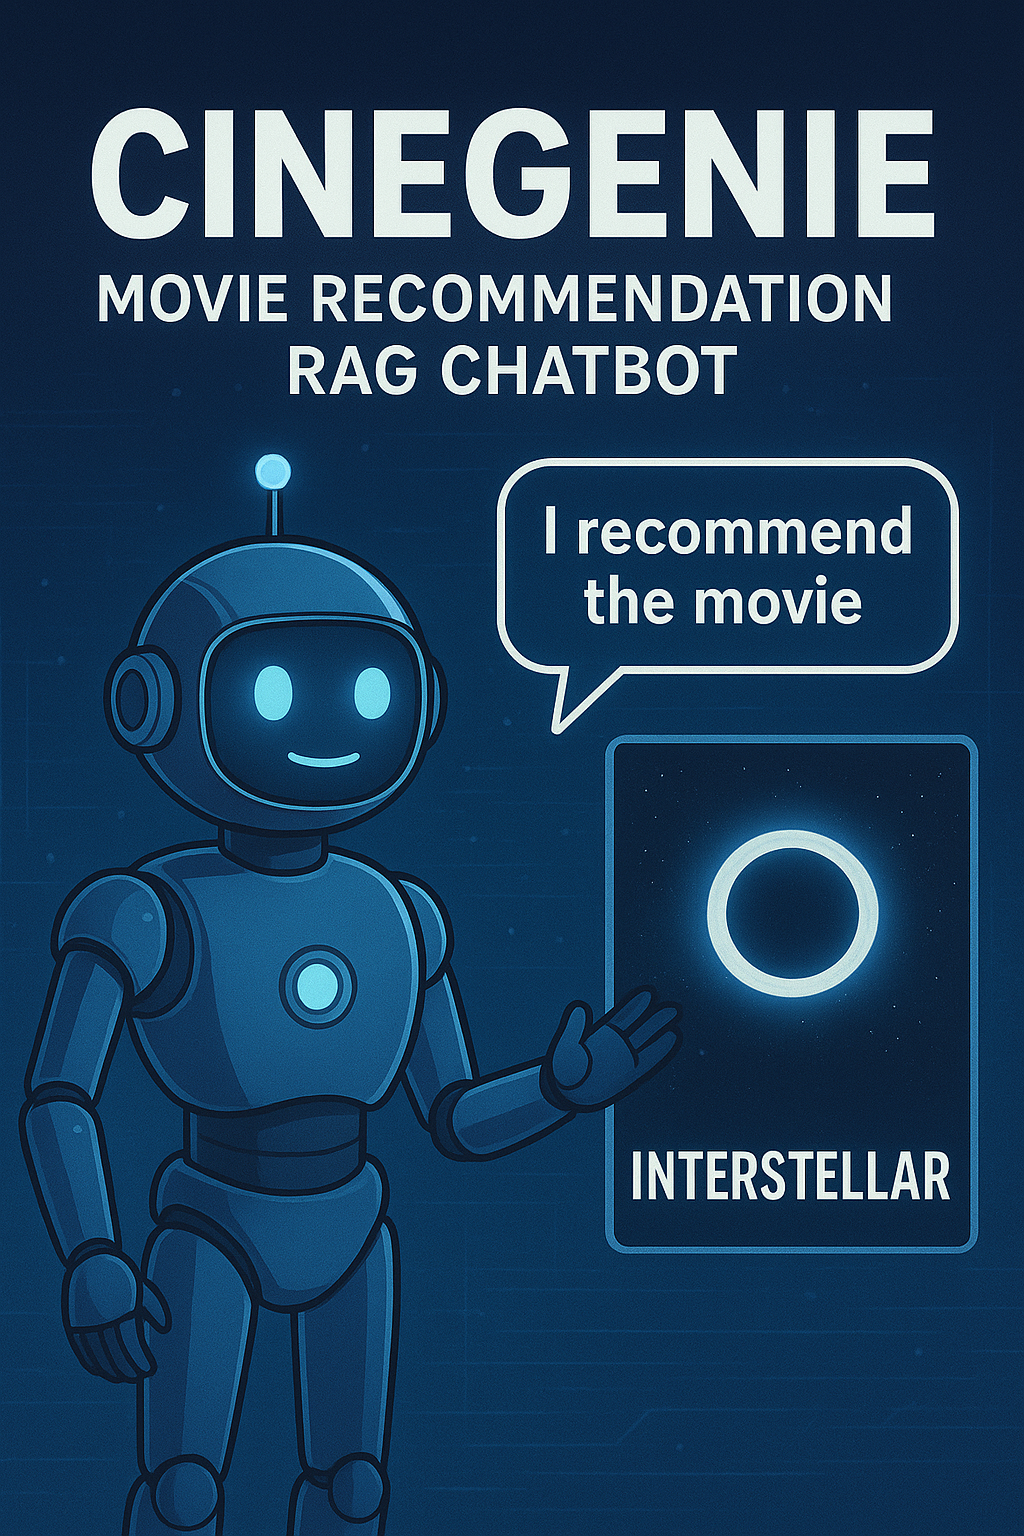 CINEGENIE
MOVIE RECOMMENDATION
RAG CHATBOT
I recommend
the movie
INTERSTELLAR